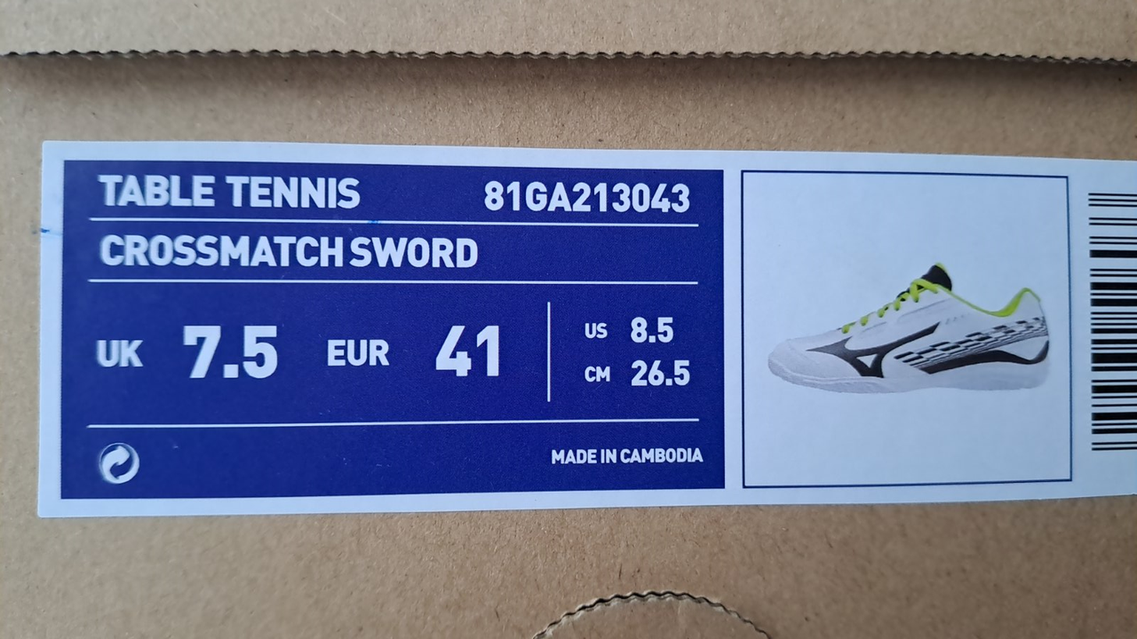 TABLE TENNIS 81GA213043
CROSSMATCH SWORD
UK 7.5 EUR 41 US 8.5
CM 26.5
MADE IN CAMBODIA